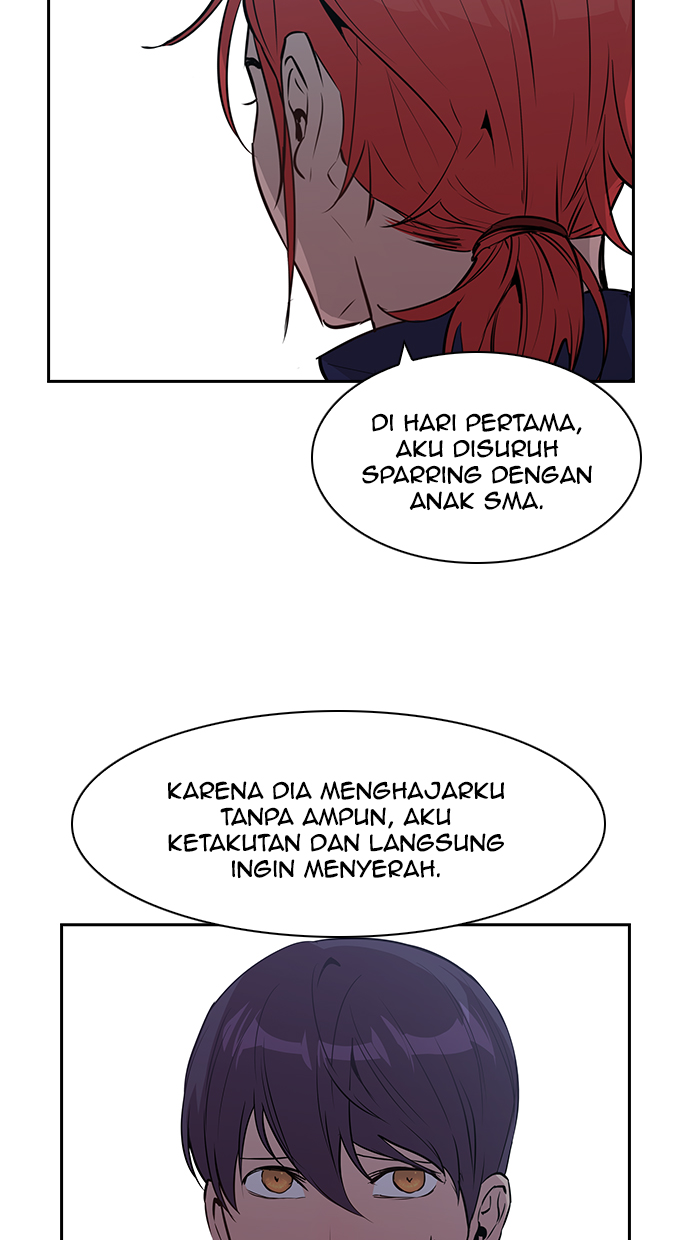 DI HARI PERTAMA,
AKU DISURUH
SPARRING DENGAN
ANAK SMA.
KARENA DIA MENGHAJARKU
TANPA AMPUN, AKU
KETAKUTAN DAN LANGSUNG
INGIN MENYERAH.